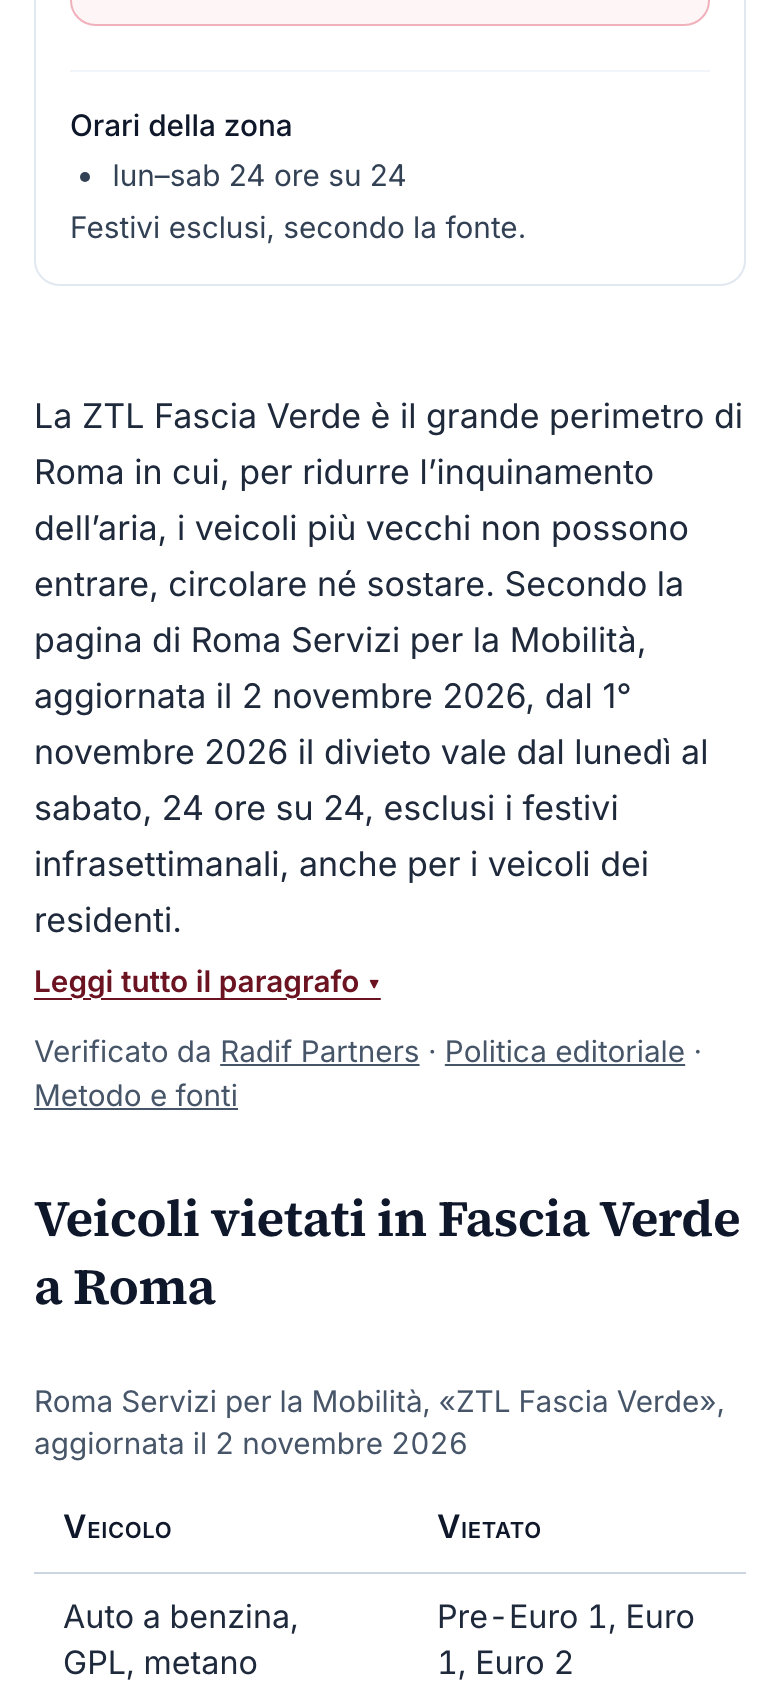 Orari della zona
• lun–sab 24 ore su 24
Festivi esclusi, secondo la fonte.
La ZTL Fascia Verde è il grande perimetro di
Roma in cui, per ridurre l’inquinamento
dell’aria, i veicoli più vecchi non possono
entrare, circolare né sostare. Secondo la
pagina di Roma Servizi per la Mobilità,
aggiornata il 2 novembre 2026, dal 1°
novembre 2026 il divieto vale dal lunedì al
sabato, 24 ore su 24, esclusi i festivi
infrasettimanali, anche per i veicoli dei
residenti.
Leggi tutto il paragrafo ▾
Verificato da Radif Partners · Politica editoriale ·
Metodo e fonti
Veicoli vietati in Fascia Verde
a Roma
Roma Servizi per la Mobilità, «ZTL Fascia Verde»,
aggiornata il 2 novembre 2026
Veicolo Vietato
Auto a benzina, Pre-Euro 1, Euro
GPL, metano 1, Euro 2